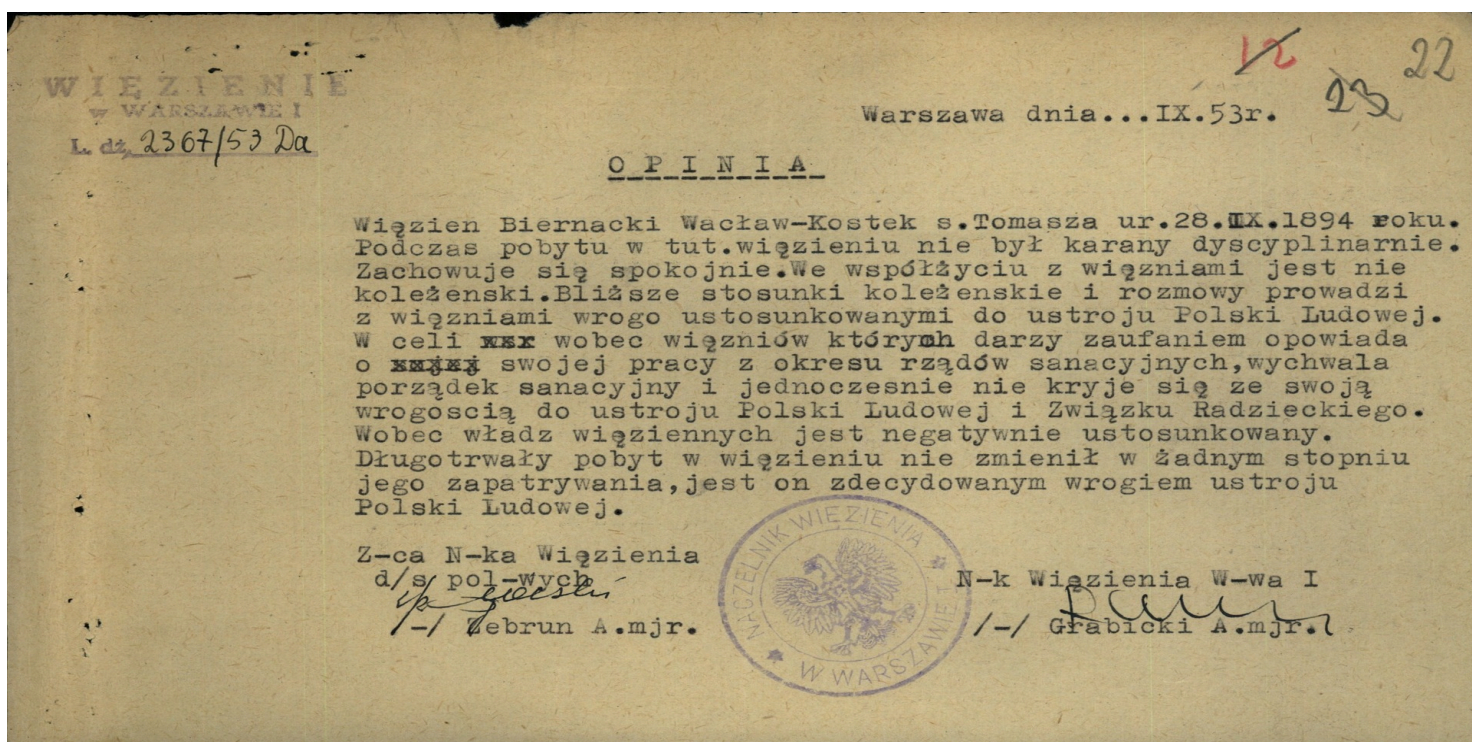 12 22
23
WIĘZIENIE
w WARSZAWIE I
L. dz. 2367/53 Da
Warszawa dnia...IX.53r.
OPINIA
Więzien Biernacki Wacław-Kostek s.Tomasza ur.28.IX.1894 roku.
Podczas pobytu w tut.więzieniu nie był karany dyscyplinarnie.
Zachowuje się spokojnie.We współżyciu z więzniami jest nie
koleżenski.Bliższe stosunki koleżenskie i rozmowy prowadzi
z więzniami wrogo ustosunkowanymi do ustroju Polski Ludowej.
W celi xxx wobec więzniów których darzy zaufaniem opowiada
o swojej pracy z okresu rządów sanacyjnych,wychwala
porządek sanacyjny i jednoczesnie nie kryje się ze swoją
wrogoscią do ustroju Polski Ludowej i Związku Radzieckiego.
Wobec władz więziennych jest negatywnie ustosunkowany.
Długotrwały pobyt w więzieniu nie zmienił w żadnym stopniu
jego zapatrywania,jest on zdecydowanym wrogiem ustroju
Polski Ludowej.
Z-ca N-ka Więzienia
d/s pol-wych
/-/ Zebrun A.mjr.
NACZELNIK WIĘZIENIA
W WARSZAWIE I
N-k Więzienia W-wa I
/-/ Grabicki A.mjr.